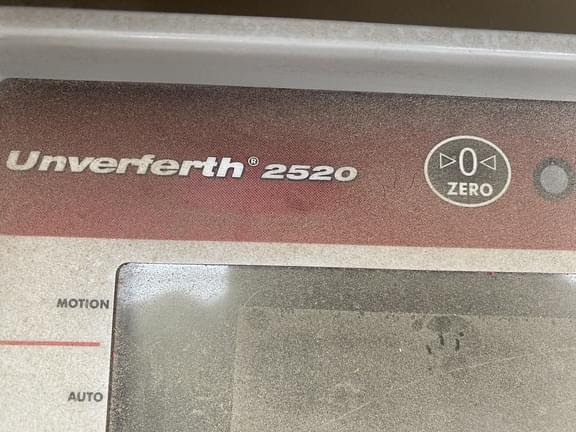 Unverferth® 2520
▷0◁
ZERO
MOTION
AUTO